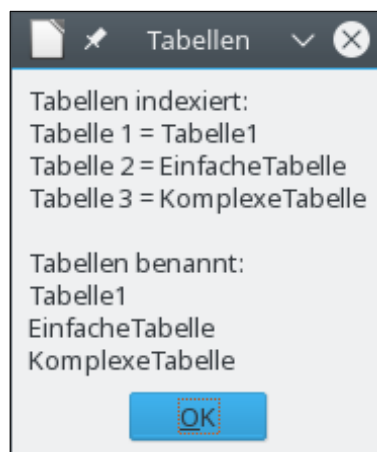 Tabellen
Tabellen indexiert:
Tabelle 1 = Tabelle1
Tabelle 2 = EinfacheTabelle
Tabelle 3 = KomplexeTabelle
Tabellen benannt:
Tabelle1
EinfacheTabelle
KomplexeTabelle
OK